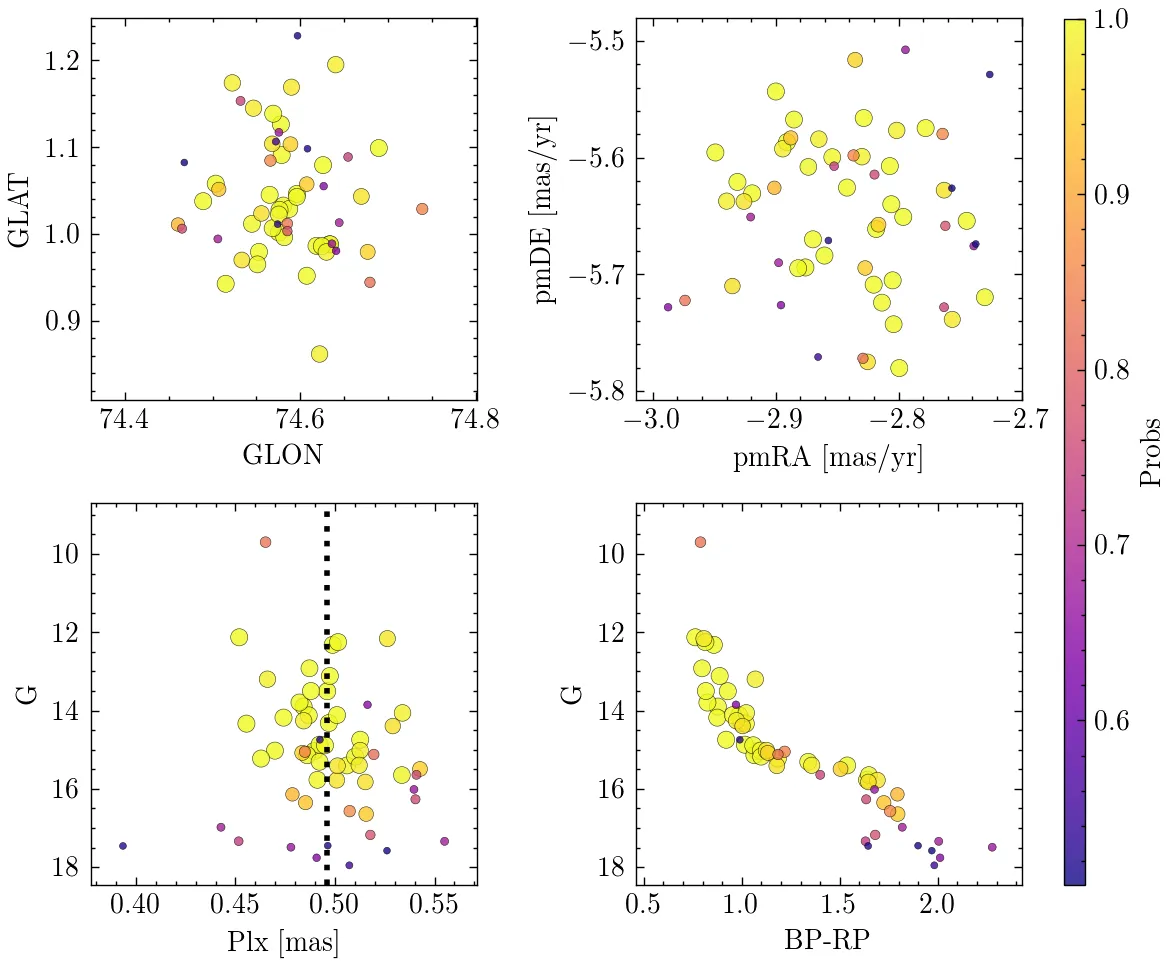 1.2
1.1
1.0
0.9
GLAT
74.4 74.6 74.8
GLON
−5.5
−5.6
−5.7
−5.8
pmDE [mas/yr]
−3.0 −2.9 −2.8 −2.7
pmRA [mas/yr]
10
12
14
16
18
G
0.40 0.45 0.50 0.55
Plx [mas]
10
12
14
16
18
G
0.5 1.0 1.5 2.0
BP-RP
1.0
0.9
0.8
0.7
0.6
Probs